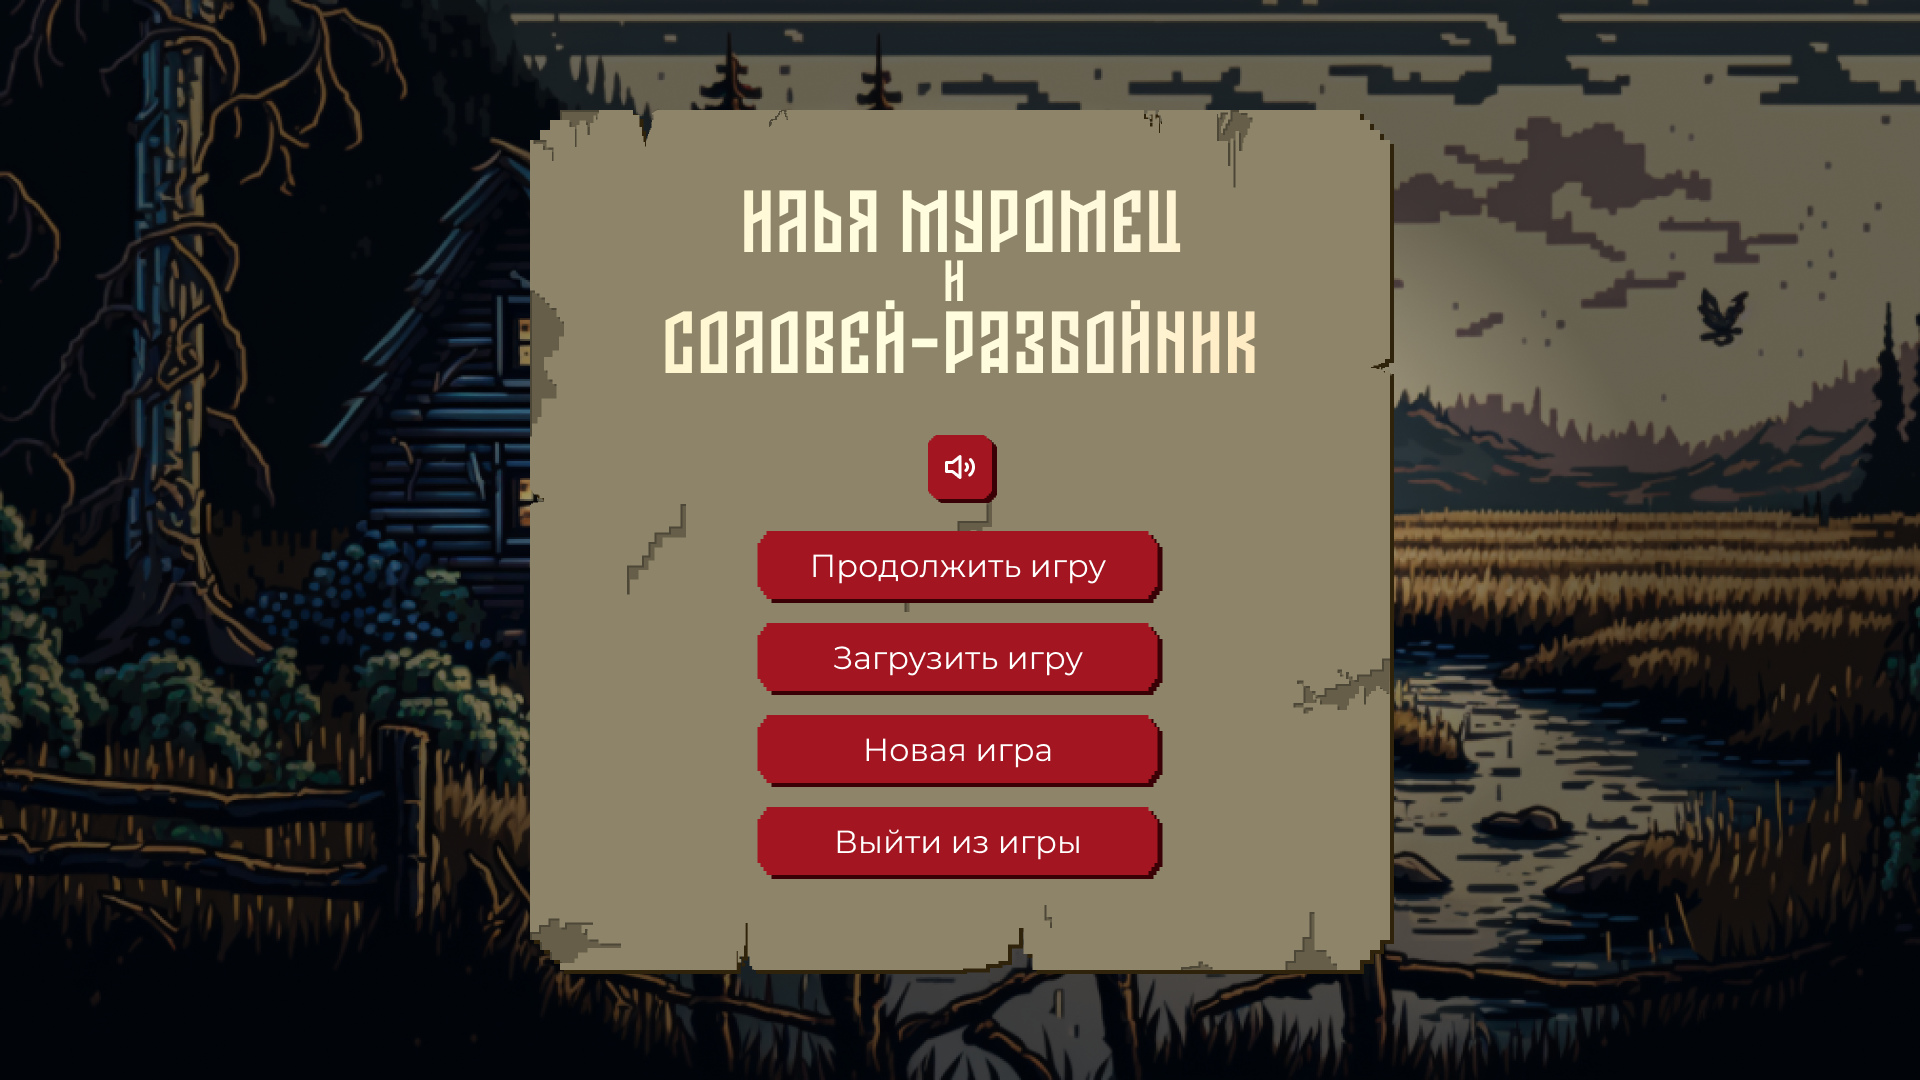 ИЛЬЯ МУРОМЕЦ
И
СОЛОВЕЙ-РАЗБОЙНИК
Продолжить игру
Загрузить игру
Новая игра
Выйти из игры